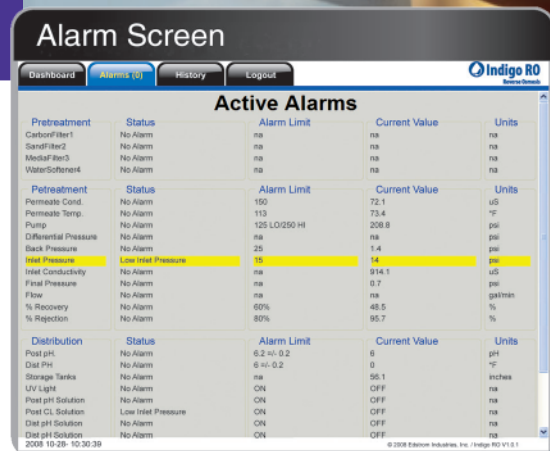 Alarm Screen
Dashboard Alarms (0) History Logout Indigo RO
Reverse Osmosis
Active Alarms
Pretreatment Status Alarm Limit Current Value Units
CarbonFilter1 No Alarm na na na
SandFilter2 No Alarm na na na
MediaFilter3 No Alarm na na na
WaterSoftener4 No Alarm na na na
Petreatment Status Alarm Limit Current Value Units
Permeate Cond. No Alarm 150 72.1 uS
Permeate Temp. No Alarm 113 73.4 °F
Pump No Alarm 125 LO/250 HI 208.8 psi
Differential Pressure No Alarm na na psi
Back Pressure No Alarm 25 1.4 psi
Inlet Pressure Low Inlet Pressure 15 14 psi
Inlet Conductivity No Alarm na 914.1 uS
Final Pressure No Alarm na 0.7 psi
Flow No Alarm na na gal/min
% Recovery No Alarm 60% 48.5 %
% Rejection No Alarm 80% 95.7 %
Distribution Status Alarm Limit Current Value Units
Post pH. No Alarm 6.2 =/- 0.2 6 pH
Dist PH No Alarm 6 =/- 0.2 0 °F
Storage Tanks No Alarm na 56.1 inches
UV Light No Alarm ON OFF na
Post pH Solution No Alarm ON OFF na
Post CL Solution Low Inlet Pressure ON OFF na
Dist pH Solution No Alarm ON OFF na
Dist pH Solution No Alarm ON OFF na
2008 10-28- 10:30:39 © 2008 Edstrom Industries, Inc. / Indigo RO V1.0.1